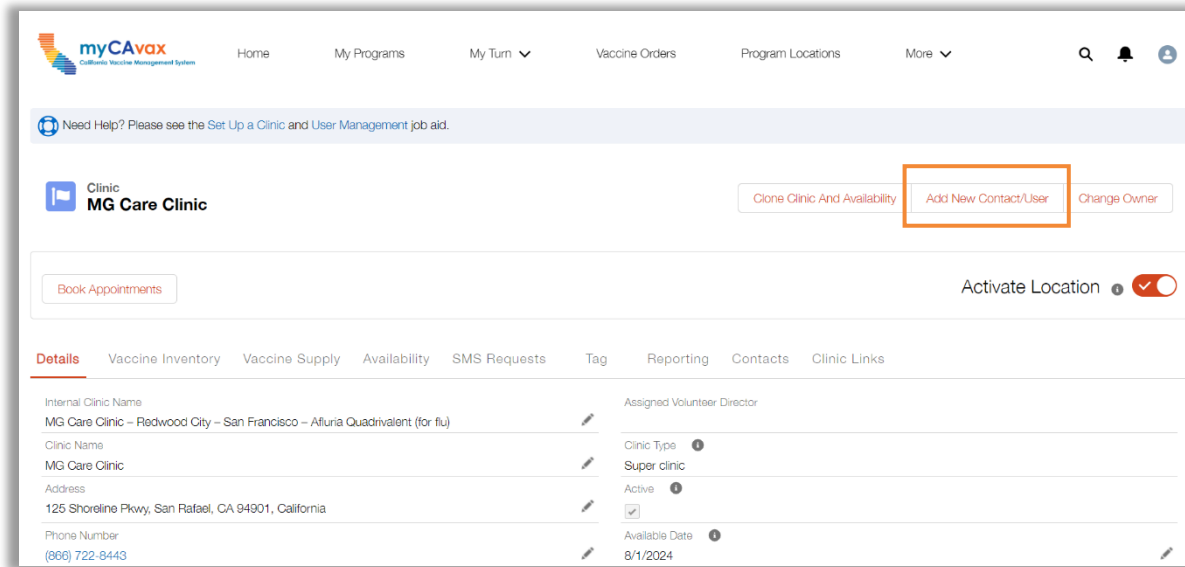 myCAvax
California Vaccine Management System
Home My Programs My Turn Vaccine Orders Program Locations More
Need Help? Please see the Set Up a Clinic and User Management job aid.
Clinic
MG Care Clinic
Clone Clinic And Availability Add New Contact/User Change Owner
Book Appointments Activate Location
Details Vaccine Inventory Vaccine Supply Availability SMS Requests Tag Reporting Contacts Clinic Links
Internal Clinic Name Assigned Volunteer Director
MG Care Clinic – Redwood City – San Francisco – Afluria Quadrivalent (for flu)
Clinic Name Clinic Type
MG Care Clinic Super clinic
Address Active
125 Shoreline Pkwy, San Rafael, CA 94901, California
Phone Number Available Date
(866) 722-8443 8/1/2024